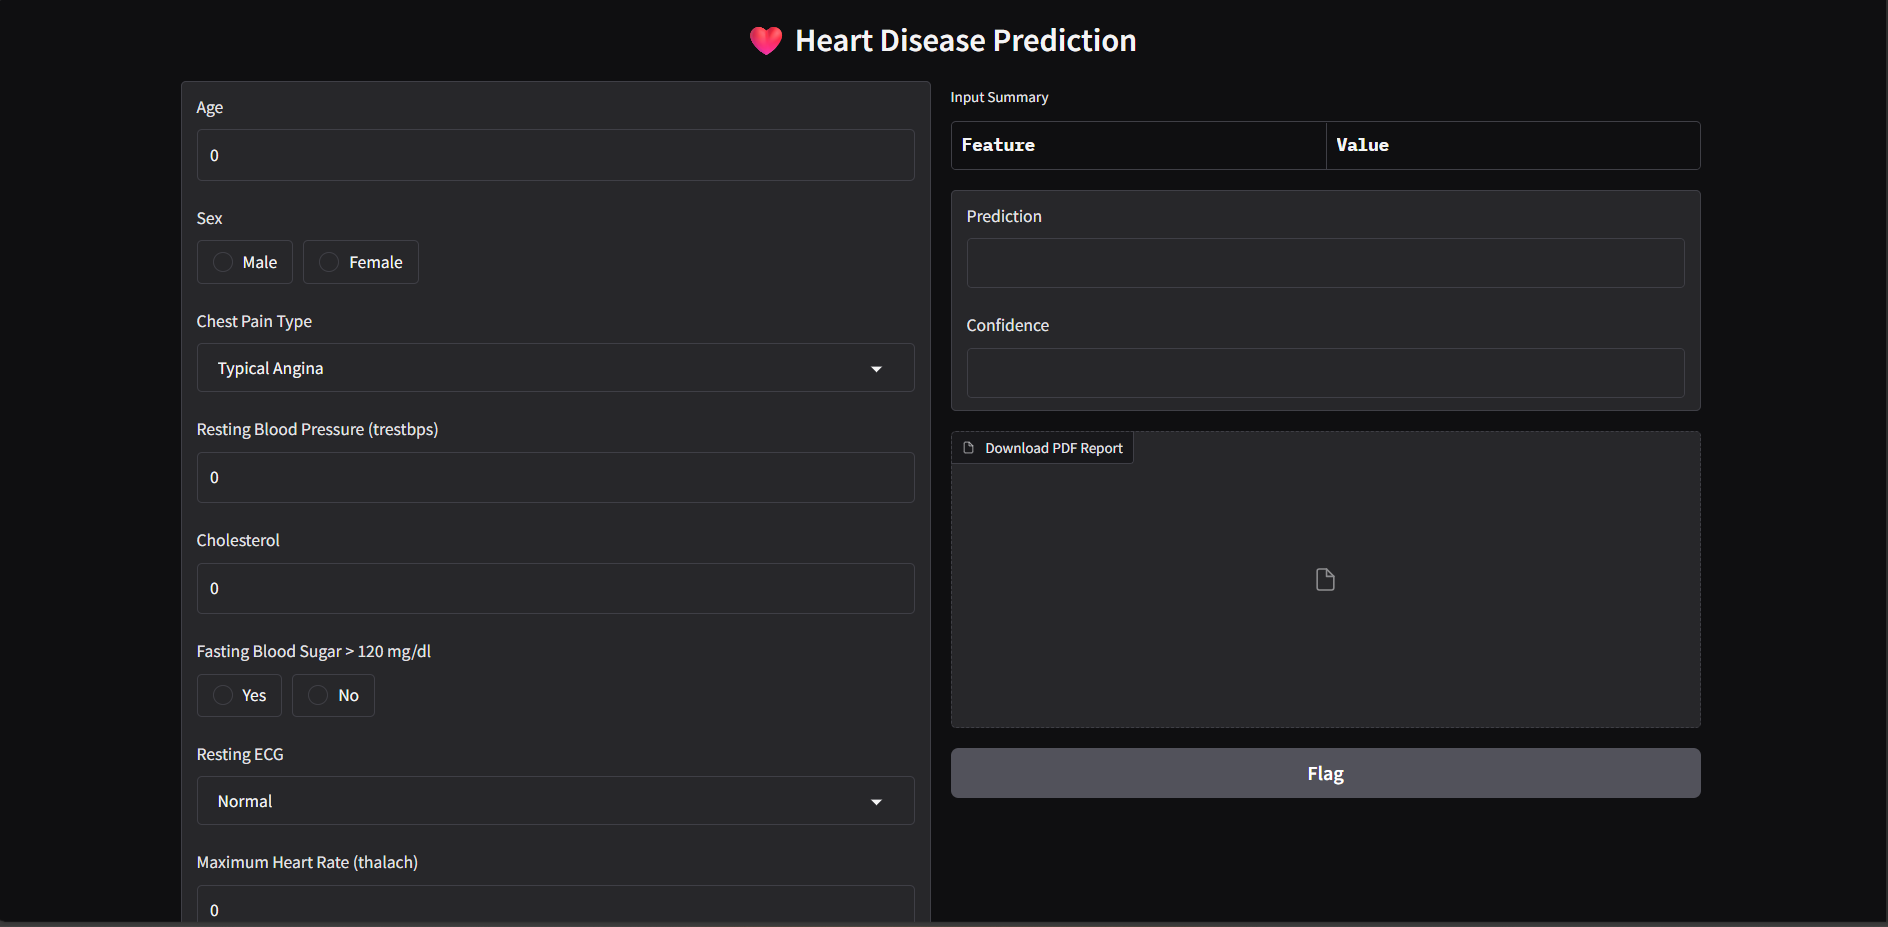 Heart Disease Prediction
Age
0
Sex
Male Female
Chest Pain Type
Typical Angina
Resting Blood Pressure (trestbps)
0
Cholesterol
0
Fasting Blood Sugar > 120 mg/dl
Yes No
Resting ECG
Normal
Maximum Heart Rate (thalach)
0
Input Summary
Feature Value
Prediction
Confidence
Download PDF Report
Flag